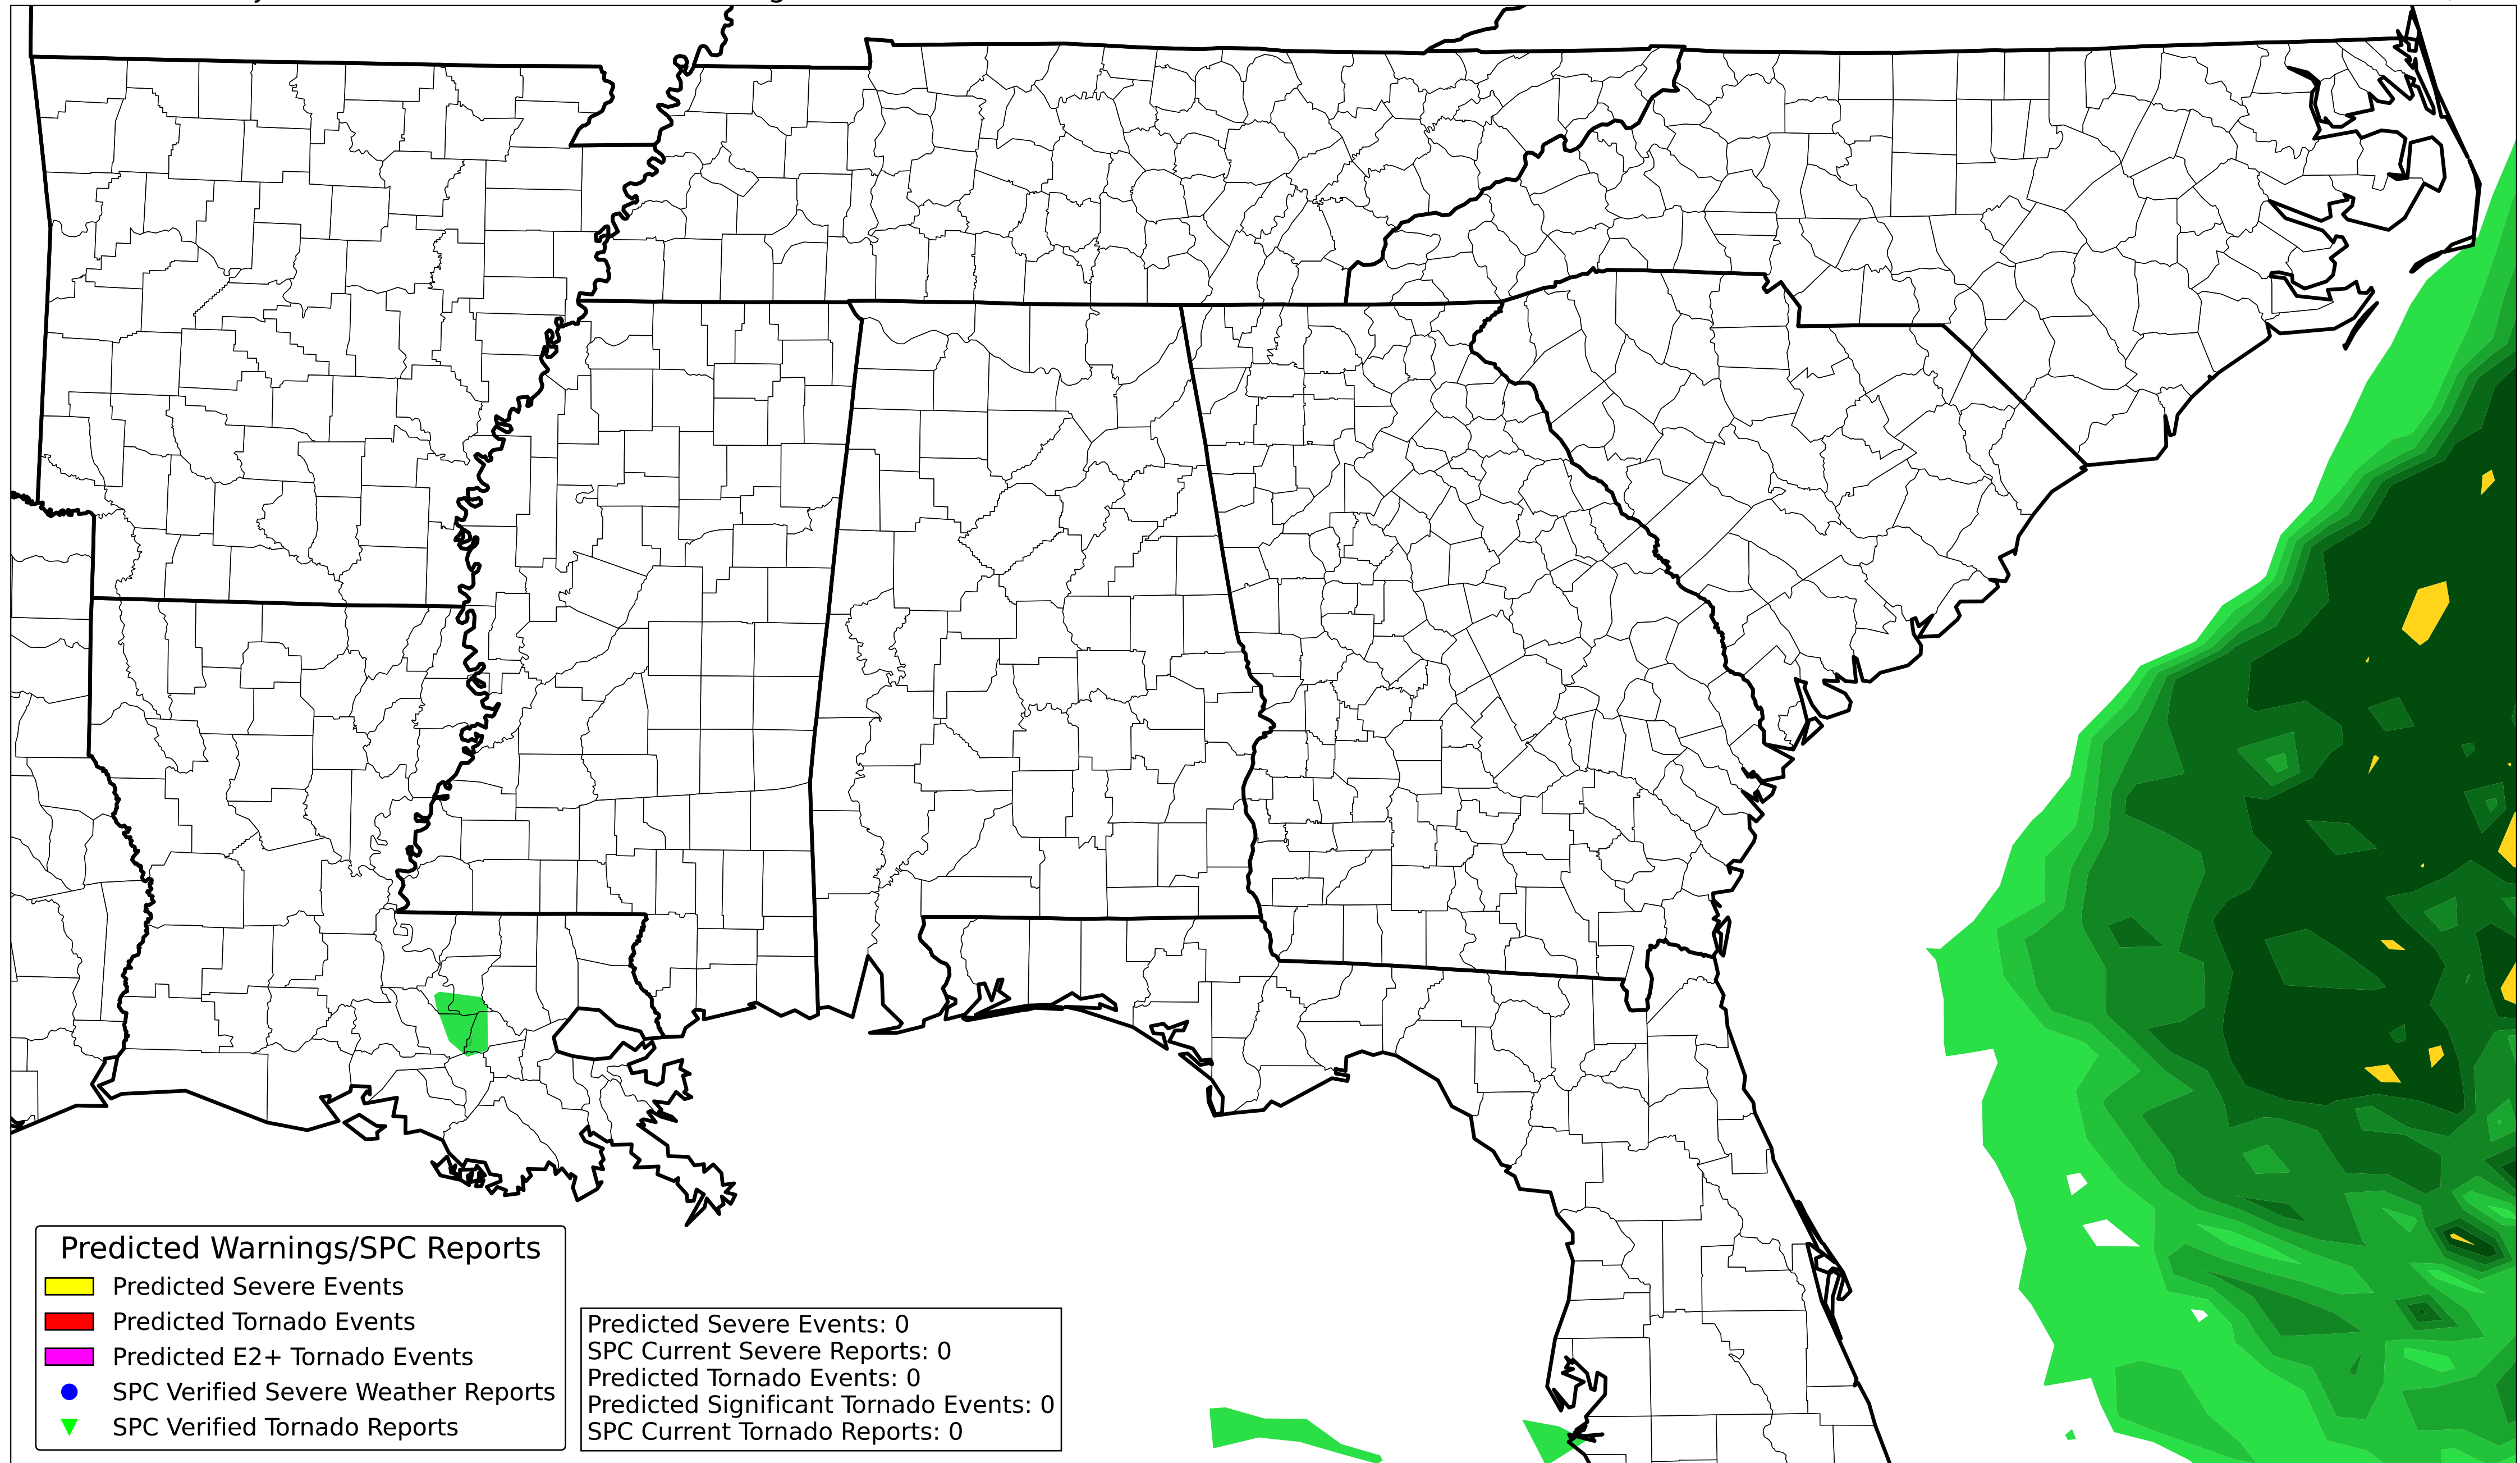 Predicted Warnings/SPC Reports
Predicted Severe Events
Predicted Tornado Events
Predicted E2+ Tornado Events
SPC Verified Severe Weather Reports
SPC Verified Tornado Reports
Predicted Severe Events: 0
SPC Current Severe Reports: 0
Predicted Tornado Events: 0
Predicted Significant Tornado Events: 0
SPC Current Tornado Reports: 0